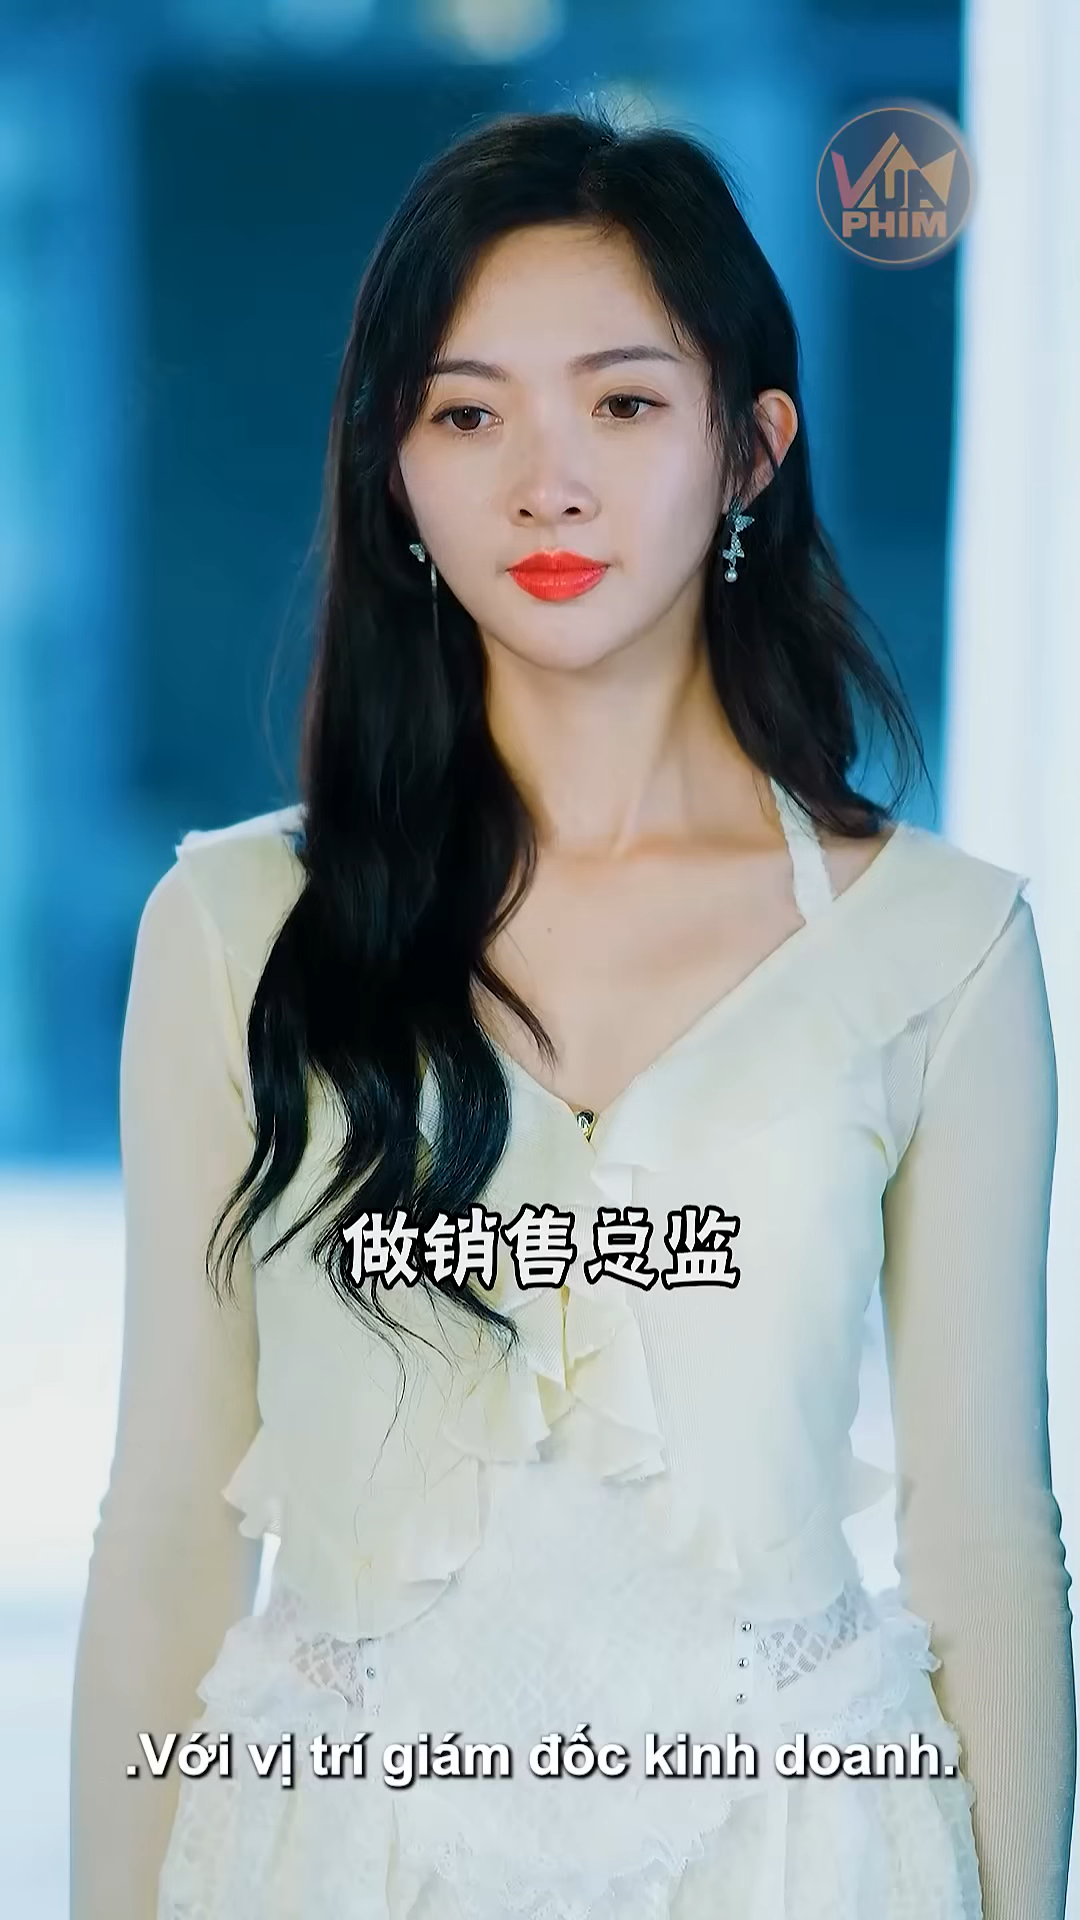 VUA
PHIM
做销售总监
.Với vị trí giám đốc kinh doanh.